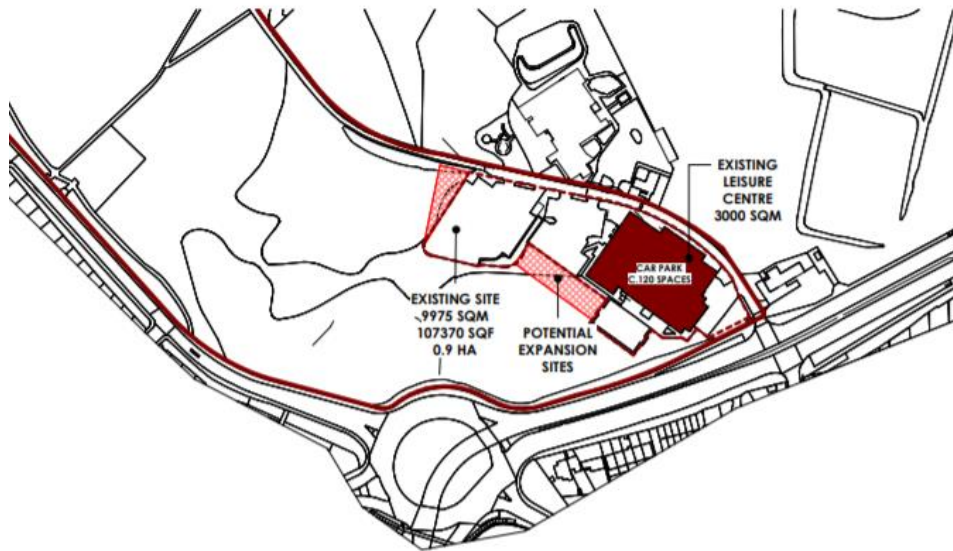 EXISTING
LEISURE
CENTRE
3000 SQM
CAR PARK
C.120 SPACES
EXISTING SITE
9975 SQM
107370 SQF
0.9 HA
POTENTIAL
EXPANSION
SITES